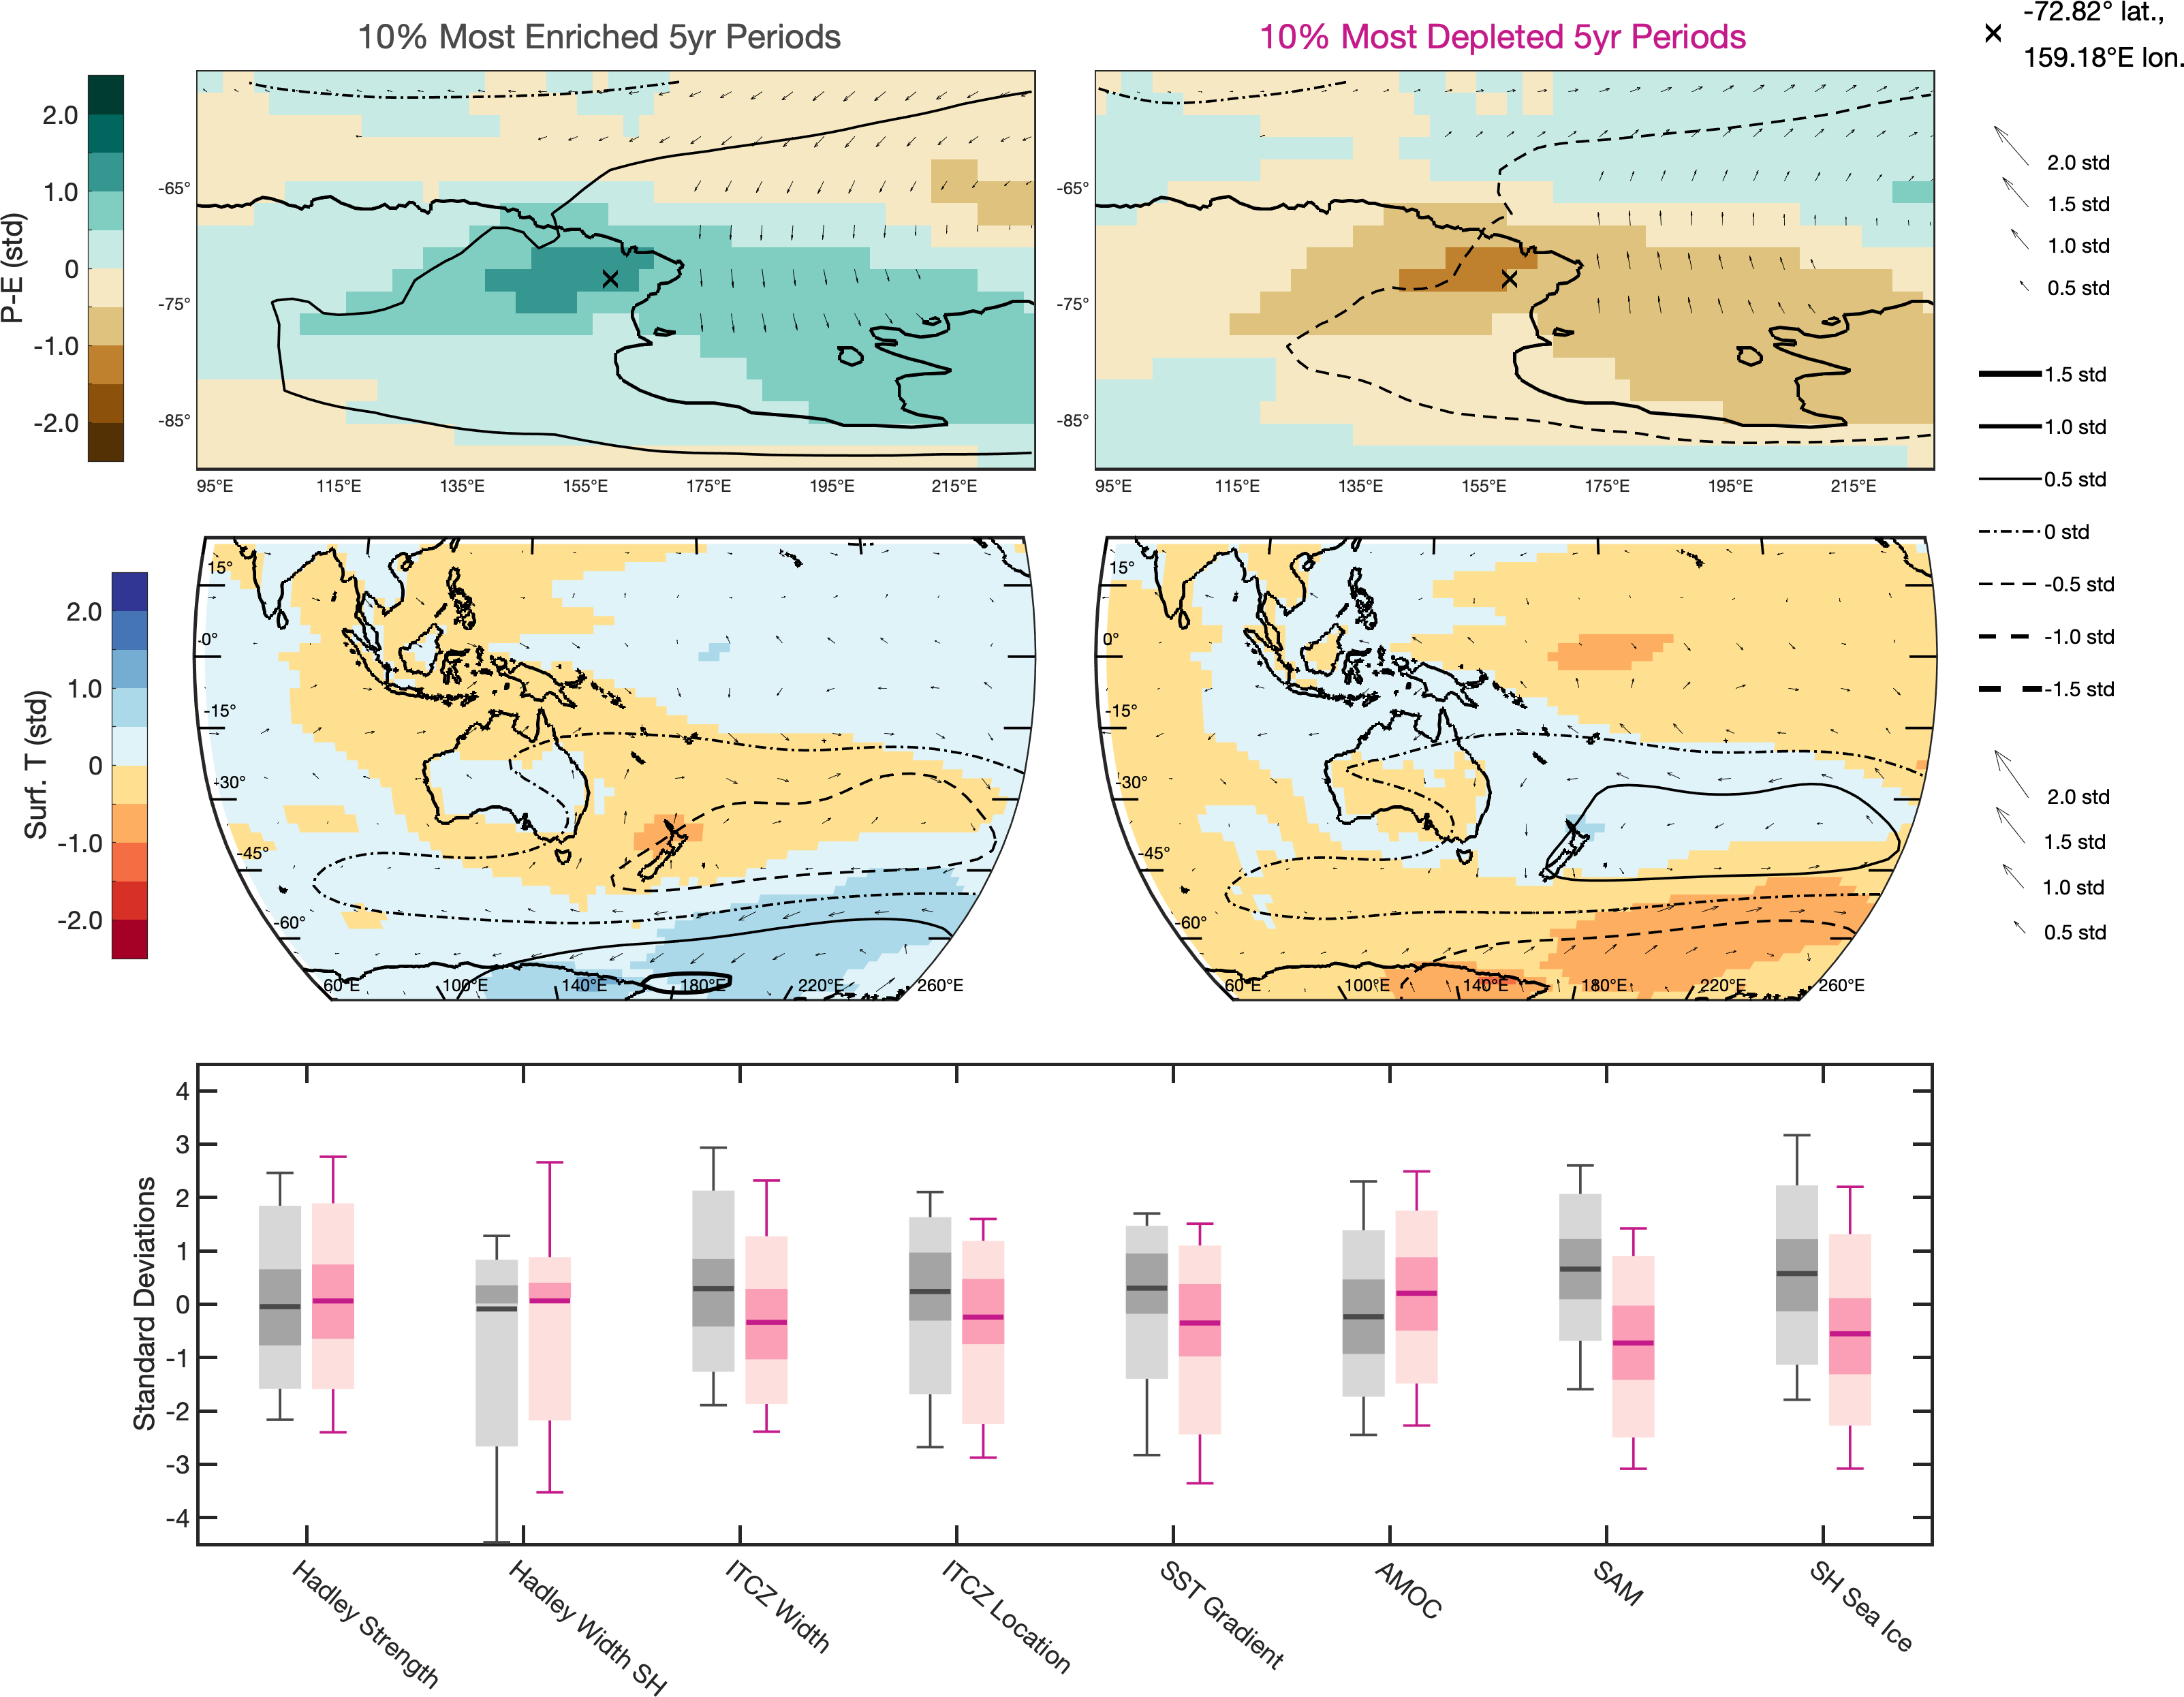 10% Most Enriched 5yr Periods
10% Most Depleted 5yr Periods
-72.82° lat.,
159.18°E lon.
P-E (std)
2.0
1.0
0
-1.0
-2.0
-65°
-75°
-85°
95°E 115°E 135°E 155°E 175°E 195°E 215°E
-65°
-75°
-85°
95°E 115°E 135°E 155°E 175°E 195°E 215°E
2.0 std
1.5 std
1.0 std
0.5 std
1.5 std
1.0 std
0.5 std
0 std
-0.5 std
-1.0 std
-1.5 std
2.0 std
1.5 std
1.0 std
0.5 std
Surf. T (std)
2.0
1.0
0
-1.0
-2.0
15°
-0°
-15°
-30°
-45°
-60°
60°E 100°E 140°E 180°E 220°E 260°E
15°
0°
-15°
-30°
-45°
-60°
60°E 100°E 140°E 180°E 220°E 260°E
Standard Deviations
4
3
2
1
0
-1
-2
-3
-4
Hadley Strength
Hadley Width SH
ITCZ Width
ITCZ Location
SST Gradient
AMOC
SAM
SH Sea Ice